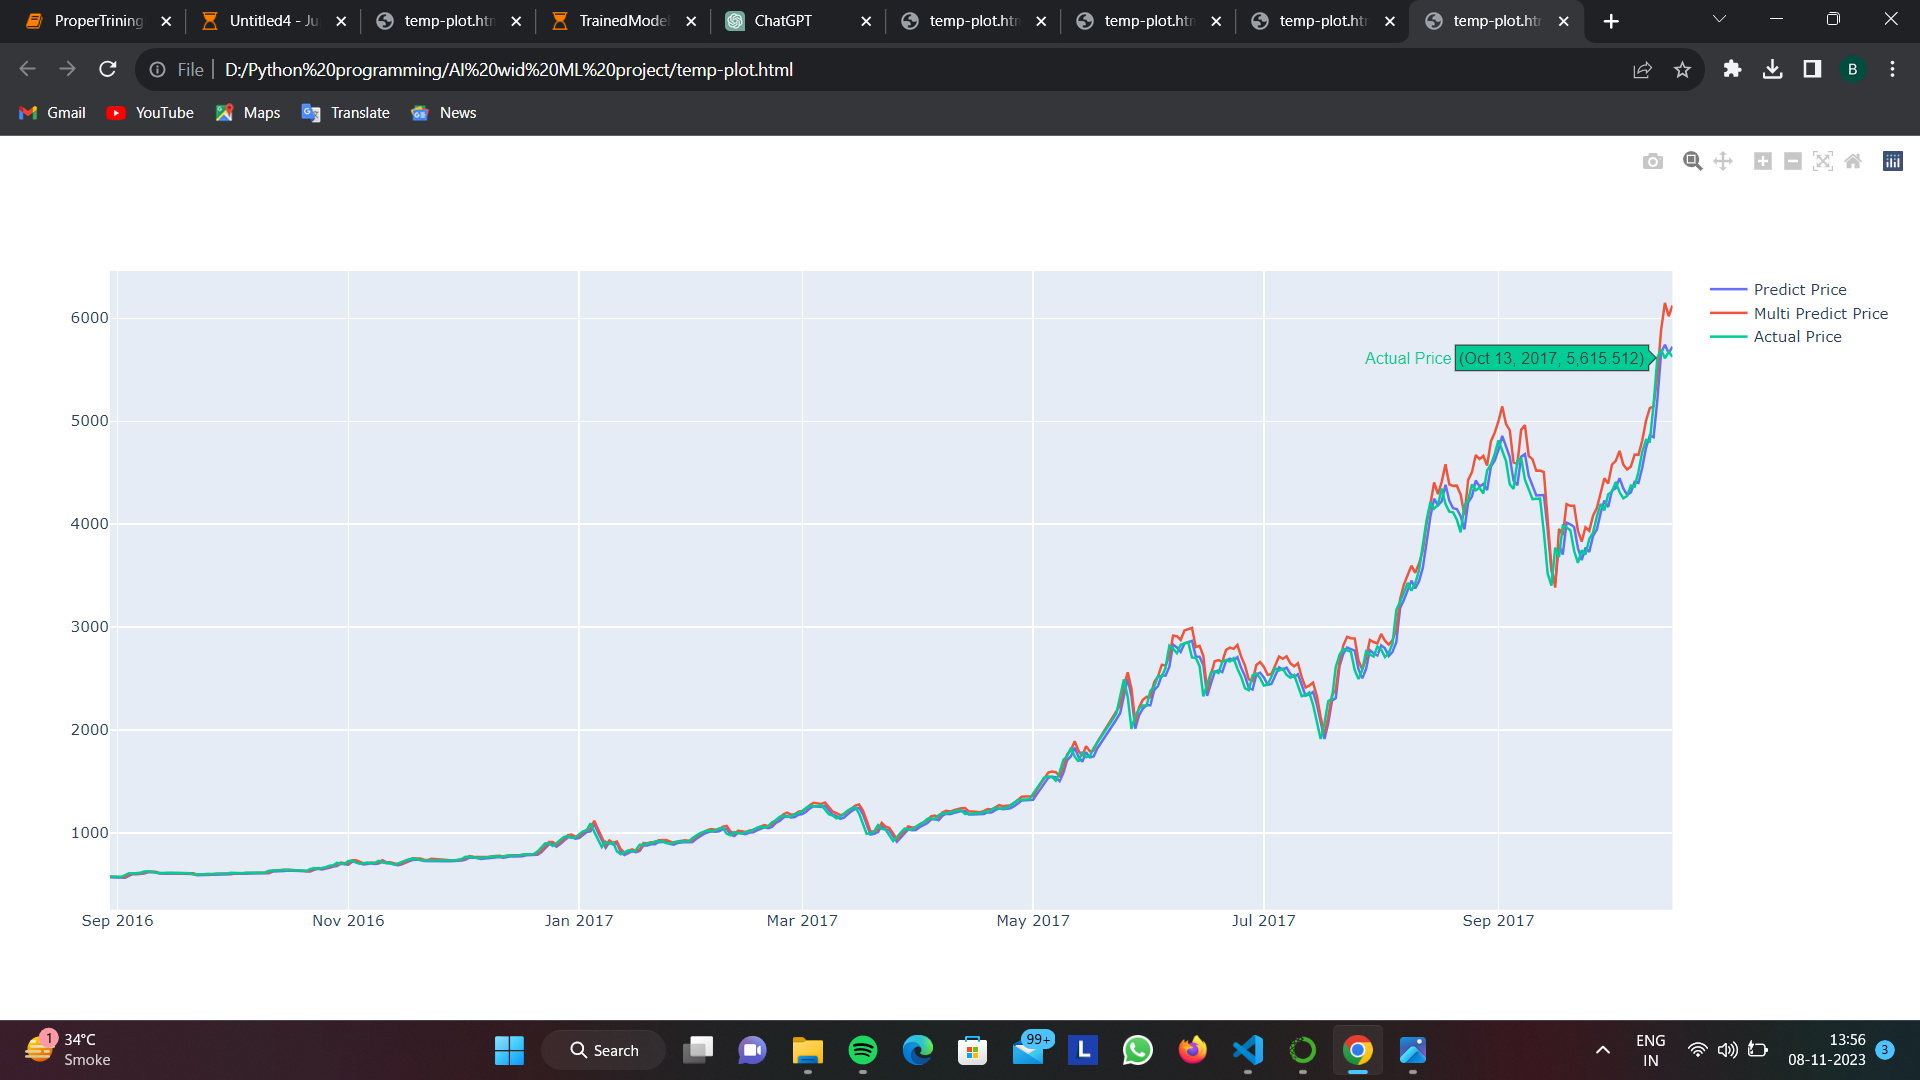 ProperTrining
Untitled4 - Ju
temp-plot.htm
TrainedModel
ChatGPT
temp-plot.htm
temp-plot.htm
temp-plot.htm
temp-plot.htm
File
D:/Python%20programming/AI%20wid%20ML%20project/temp-plot.html
B
Gmail
YouTube
Maps
Translate
News
Predict Price
Multi Predict Price
Actual Price
Actual Price (Oct 13, 2017, 5,615.512)
6000
5000
4000
3000
2000
1000
Sep 2016
Nov 2016
Jan 2017
Mar 2017
May 2017
Jul 2017
Sep 2017
1
34°C
Smoke
Search
99+
L
ENG
IN
13:56
08-11-2023
3